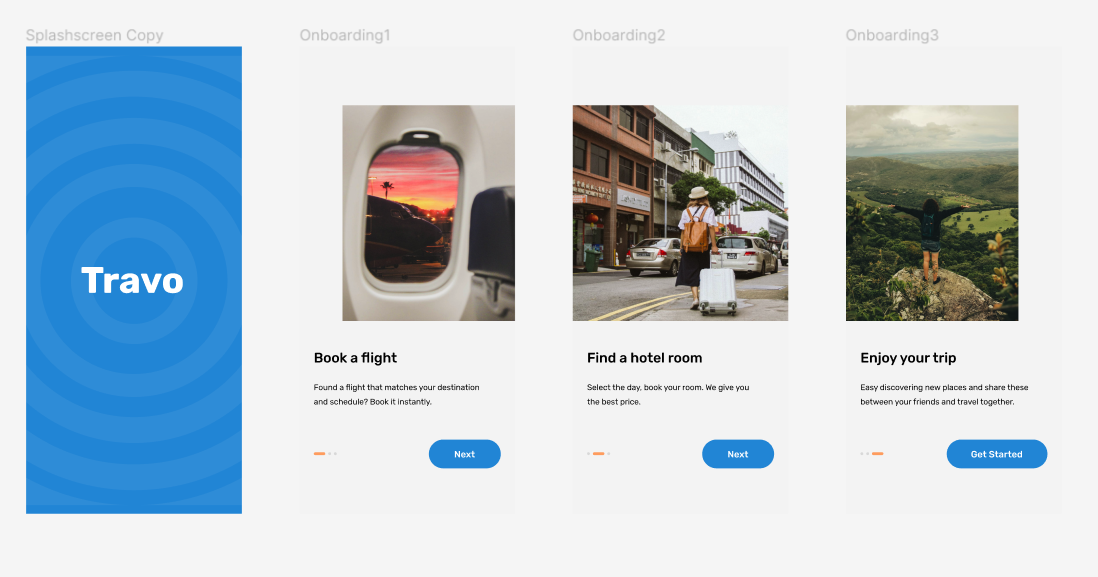 Splashscreen Copy
Onboarding1
Onboarding2
Onboarding3
Travo
Book a flight
Found a flight that matches your destination
and schedule? Book it instantly.
Next
Find a hotel room
Select the day, book your room. We give you
the best price.
Next
Enjoy your trip
Easy discovering new places and share these
between your friends and travel together.
Get Started